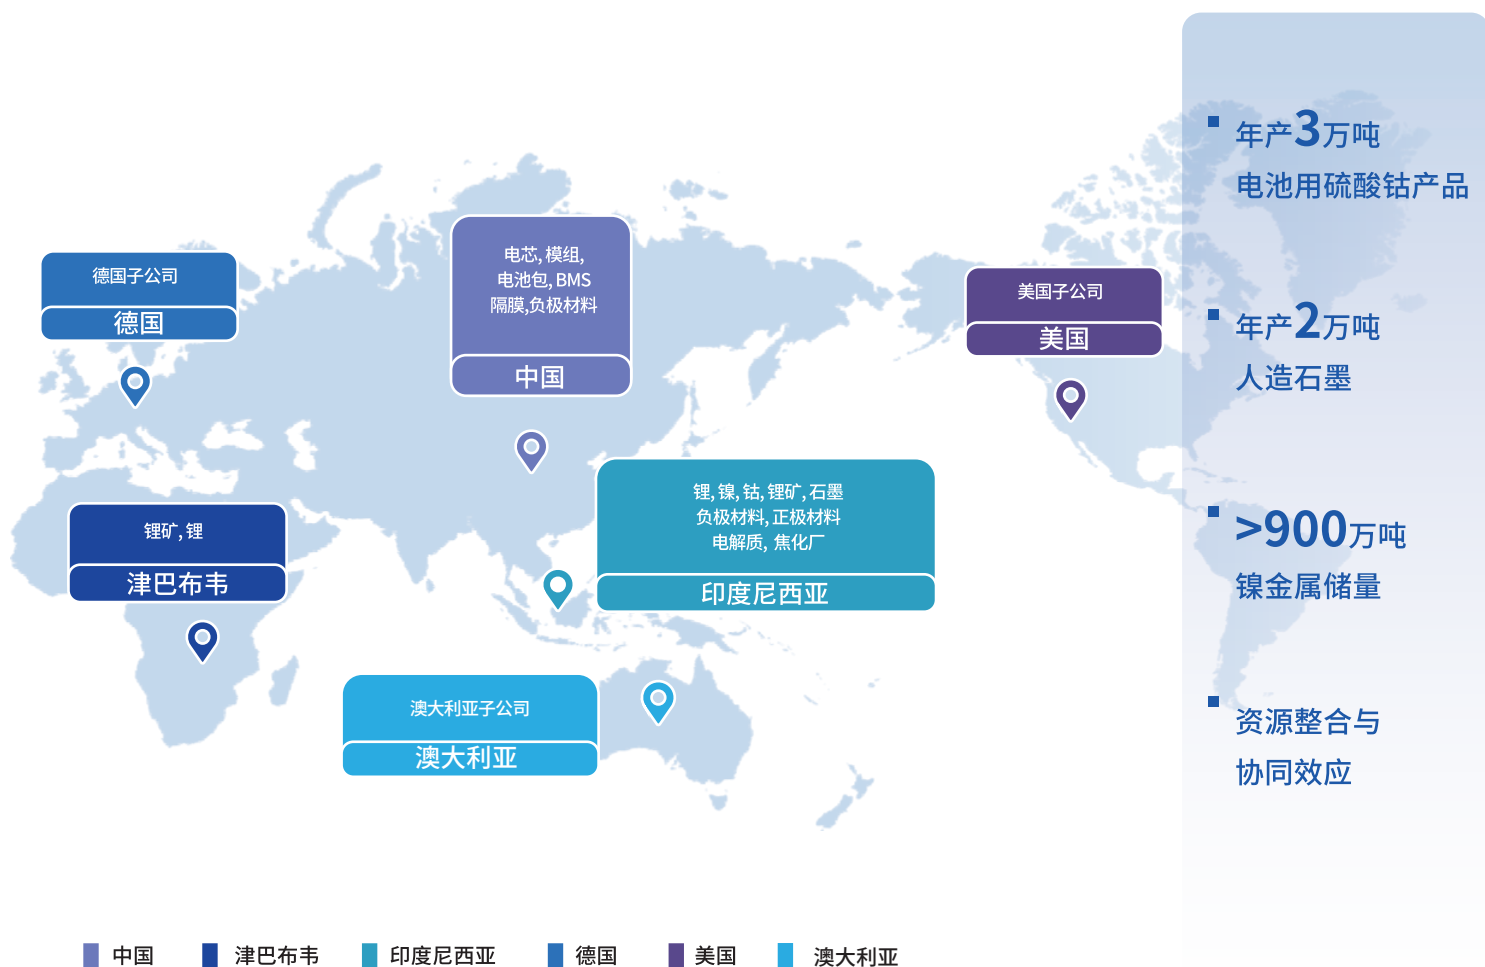 德国子公司
德国
电芯, 模组,
电池包, BMS
隔膜,负极材料
中国
美国子公司
美国
锂矿, 锂
津巴布韦
锂, 镍, 钴, 锂矿, 石墨
负极材料, 正极材料
电解质, 焦化厂
印度尼西亚
澳大利亚子公司
澳大利亚
年产3万吨
电池用硫酸钴产品
年产2万吨
人造石墨
>900万吨
镍金属储量
资源整合与
协同效应
中国
津巴布韦
印度尼西亚
德国
美国
澳大利亚